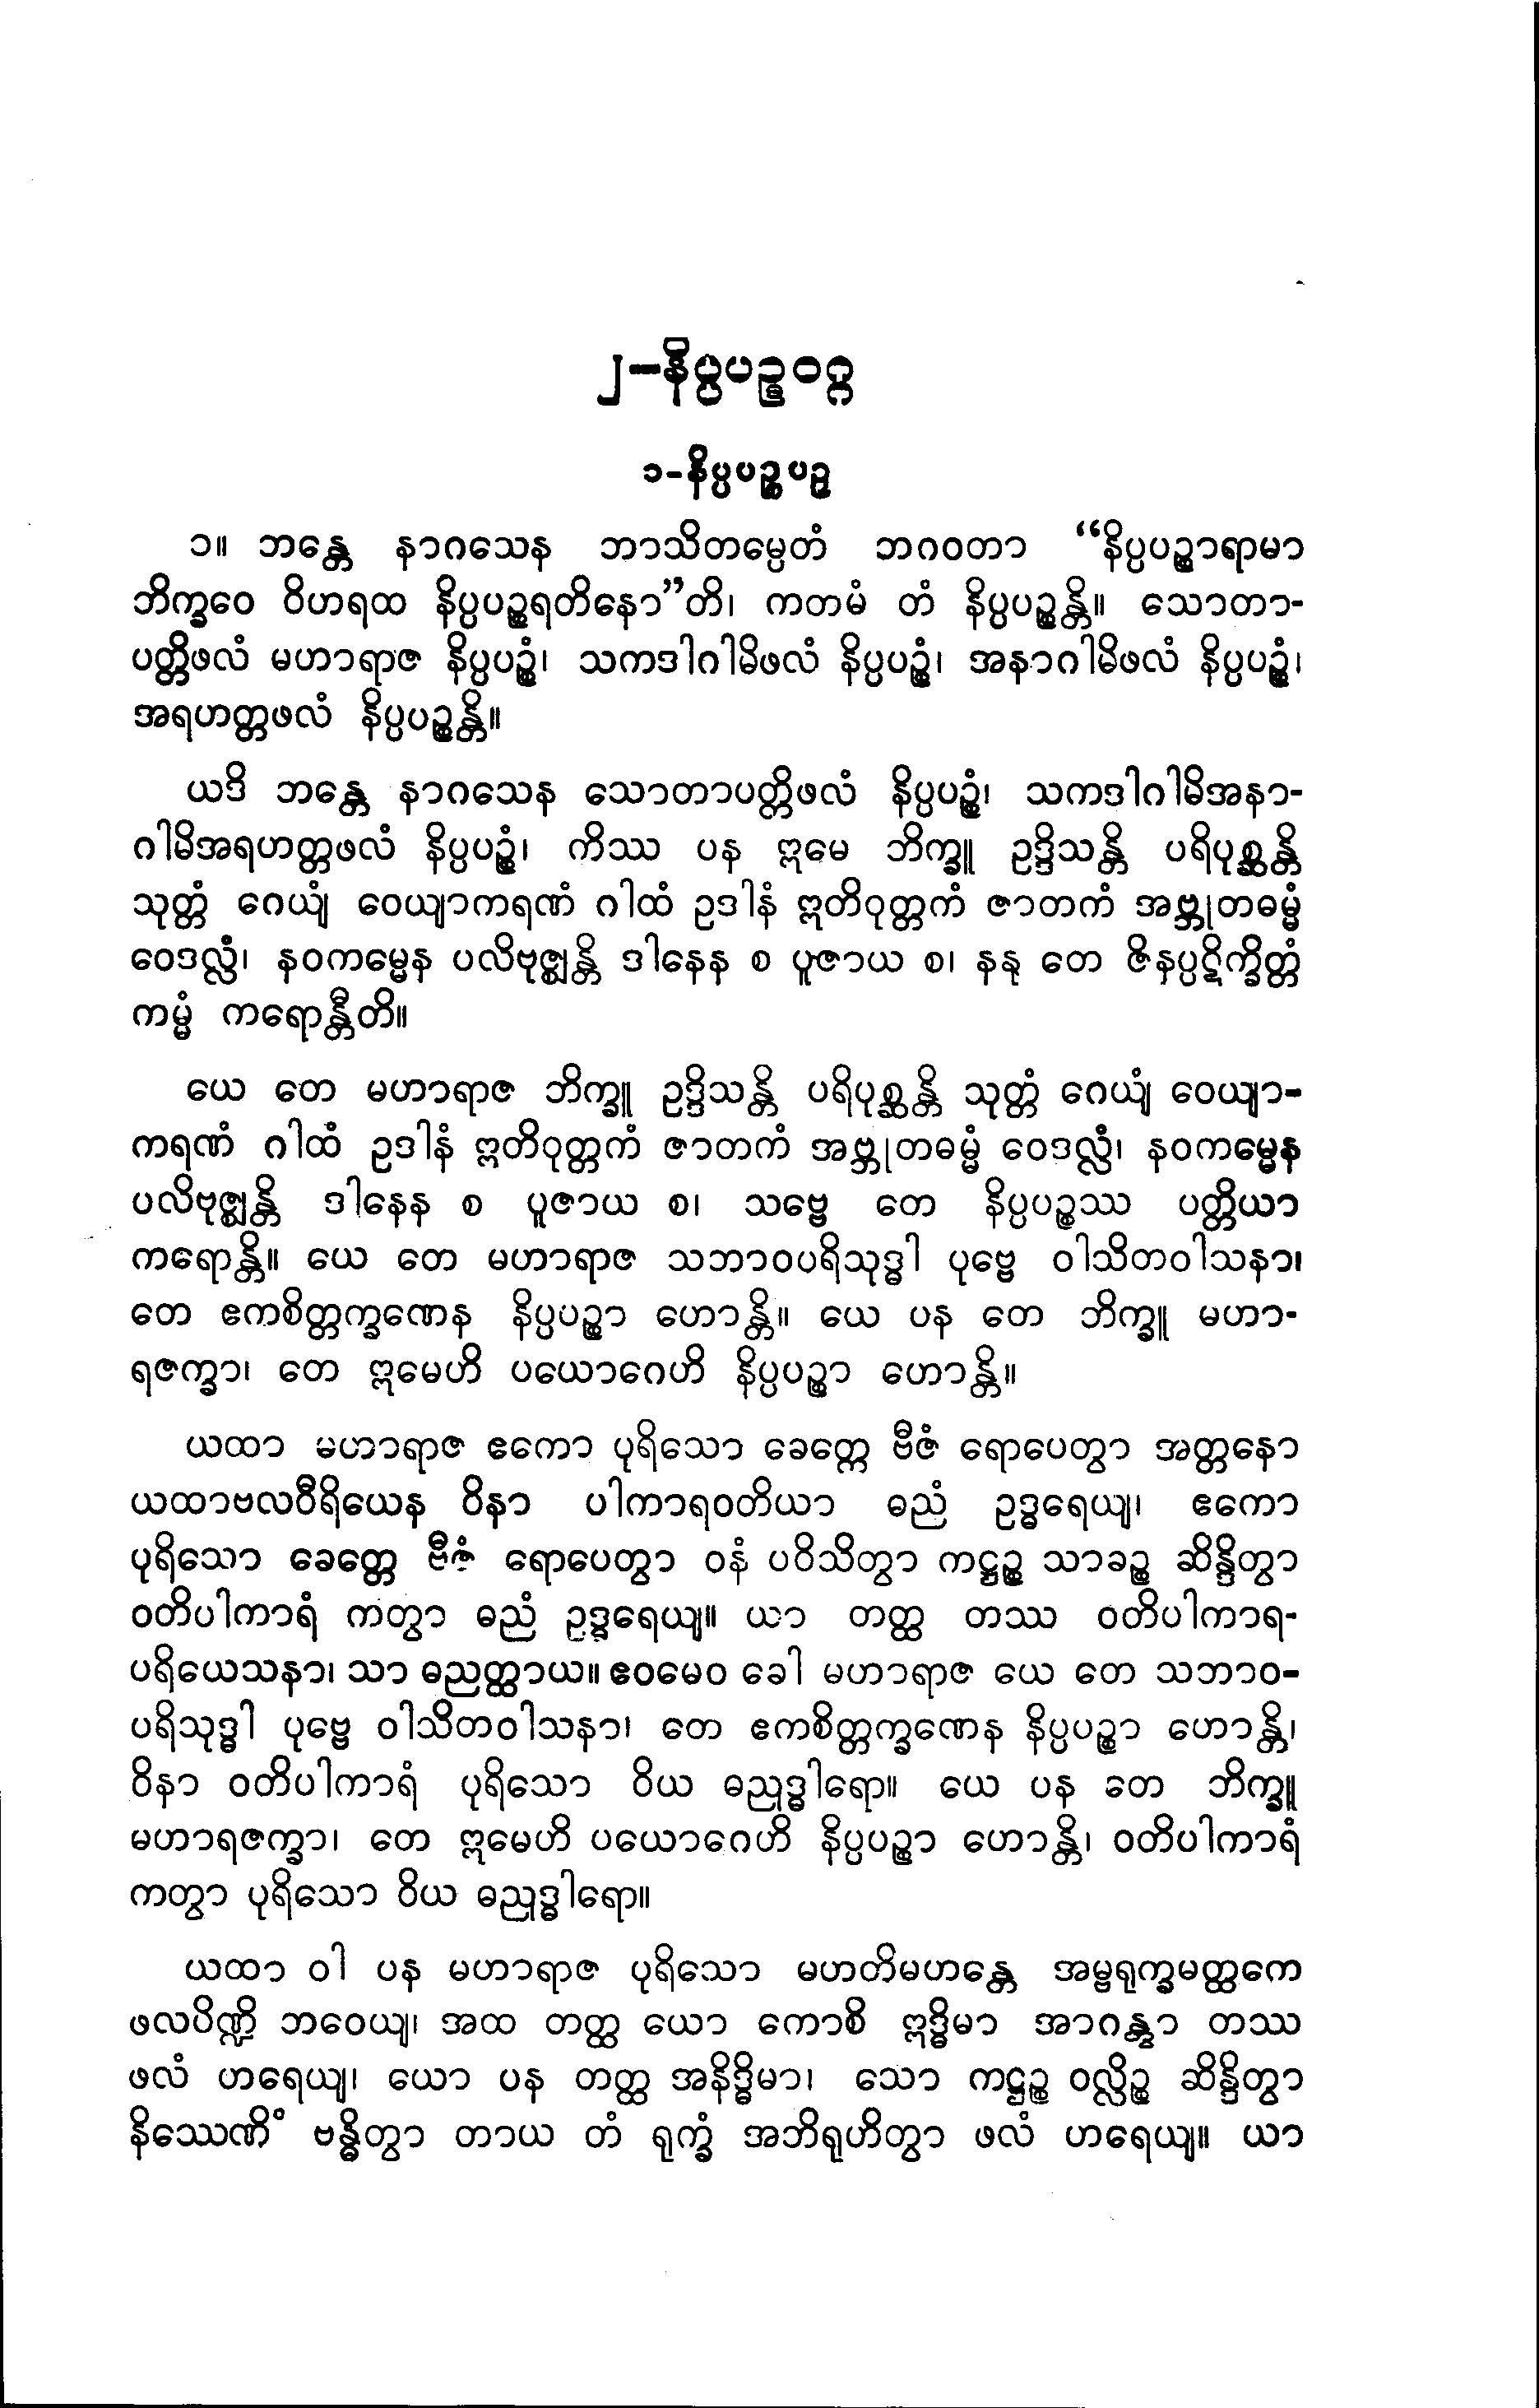 ၂–နိပ္ပပဉ္စဝဂ္ဂ
၁-နိပ္ပပဉ္စပဉှ
၁။ ဘန္တေ နာဂသေန ဘာသိတမ္ပေတံ ဘဂဝတာ “နိပ္ပပဉ္စာရာမာ
ဘိက္ခဝေ ဝိဟရထ နိပ္ပပဉ္စရတိနော”တိ၊ ကတမံ တံ နိပ္ပပဉ္စန္တိ။ သောတာ-
ပတ္တိဖလံ မဟာရာဇ နိပ္ပပဉ္စံ၊ သကဒါဂါမိဖလံ နိပ္ပပဉ္စံ၊ အနာဂါမိဖလံ နိပ္ပပဉ္စံ၊
အရဟတ္တဖလံ နိပ္ပပဉ္စန္တိ။
ယဒိ ဘန္တေ နာဂသေန သောတာပတ္တိဖလံ နိပ္ပပဉ္စံ၊ သကဒါဂါမိအနာ-
ဂါမိအရဟတ္တဖလံ နိပ္ပပဉ္စံ၊ ကိဿ ပန ဣမေ ဘိက္ခူ ဥဒ္ဒိသန္တိ ပရိပုစ္ဆန္တိ
သုတ္တံ ဂေယျံ ဝေယျာကရဏံ ဂါထံ ဥဒါနံ ဣတိဝုတ္တကံ ဇာတကံ အဗ္ဘုတဓမ္မံ
ဝေဒလ္လံ၊ နဝကမ္မေန ပလိဗုဇ္ဈန္တိ ဒါနေန စ ပူဇာယ စ၊ နနု တေ ဇိနပ္ပဋိက္ခိတ္တံ
ကမ္မံ ကရောန္တီတိ။
ယေ တေ မဟာရာဇ ဘိက္ခူ ဥဒ္ဒိသန္တိ ပရိပုစ္ဆန္တိ သုတ္တံ ဂေယျံ ဝေယျာ-
ကရဏံ ဂါထံ ဥဒါနံ ဣတိဝုတ္တကံ ဇာတကံ အဗ္ဘုတဓမ္မံ ဝေဒလ္လံ၊ နဝကမ္မေန
ပလိဗုဇ္ဈန္တိ ဒါနေန စ ပူဇာယ စ၊ သဗ္ဗေ တေ နိပ္ပပဉ္စဿ ပတ္တိယာ
ကရောန္တိ။ ယေ တေ မဟာရာဇ သဘာဝပရိသုဒ္ဓါ ပုဗ္ဗေ ဝါသိတဝါသနာ၊
တေ ဧကစိတ္တက္ခဏေန နိပ္ပပဉ္စာ ဟောန္တိ။ ယေ ပန တေ ဘိက္ခူ မဟာ-
ရဇက္ခာ၊ တေ ဣမေဟိ ပယောဂေဟိ နိပ္ပပဉ္စာ ဟောန္တိ။
ယထာ မဟာရာဇ ဧကော ပုရိသော ခေတ္တေ ဗီဇံ ရောပေတွာ အတ္တနော
ယထာဗလဝီရိယေန ဝိနာ ပါကာရဝတိယာ ဓညံ ဥဒ္ဓရေယျ၊ ဧကော
ပုရိသော ခေတ္တေ ဗီဇံ ရောပေတွာ ဝနံ ပဝိသိတွာ ကဋ္ဌဉ္စ သာခဉ္စ ဆိန္ဒိတွာ
ဝတိပါကာရံ ကတွာ ဓညံ ဥဒ္ဓရေယျ။ ယာ တတ္ထ တဿ ဝတိပါကာရ-
ပရိယေသနာ၊ သာ ဓညတ္ထာယ။ ဧဝမေဝ ခေါ မဟာရာဇ ယေ တေ သဘာဝ-
ပရိသုဒ္ဓါ ပုဗ္ဗေ ဝါသိတဝါသနာ၊ တေ ဧကစိတ္တက္ခဏေန နိပ္ပပဉ္စာ ဟောန္တိ၊
ဝိနာ ဝတိပါကာရံ ပုရိသော ဝိယ ဓညုဒ္ဓါရော။ ယေ ပန တေ ဘိက္ခူ
မဟာရဇက္ခာ၊ တေ ဣမေဟိ ပယောဂေဟိ နိပ္ပပဉ္စာ ဟောန္တိ၊ ဝတိပါကာရံ
ကတွာ ပုရိသော ဝိယ ဓညုဒ္ဓါရော။
ယထာ ဝါ ပန မဟာရာဇ ပုရိသော မဟတိမဟန္တေ အမ္ဗရုက္ခမတ္ထကေ
ဖလပိဏ္ဍိ ဘဝေယျ၊ အထ တတ္ထ ယော ကောစိ ဣဒ္ဓိမာ အာဂန္တွာ တဿ
ဖလံ ဟရေယျ၊ ယော ပန တတ္ထ အနိဒ္ဓိမာ၊ သော ကဋ္ဌဉ္စ ဝလ္လိဉ္စ ဆိန္ဒိတွာ
နိဿေဏိံ ဗန္ဓိတွာ တာယ တံ ရုက္ခံ အဘိရုဟိတွာ ဖလံ ဟရေယျ။ ယာ